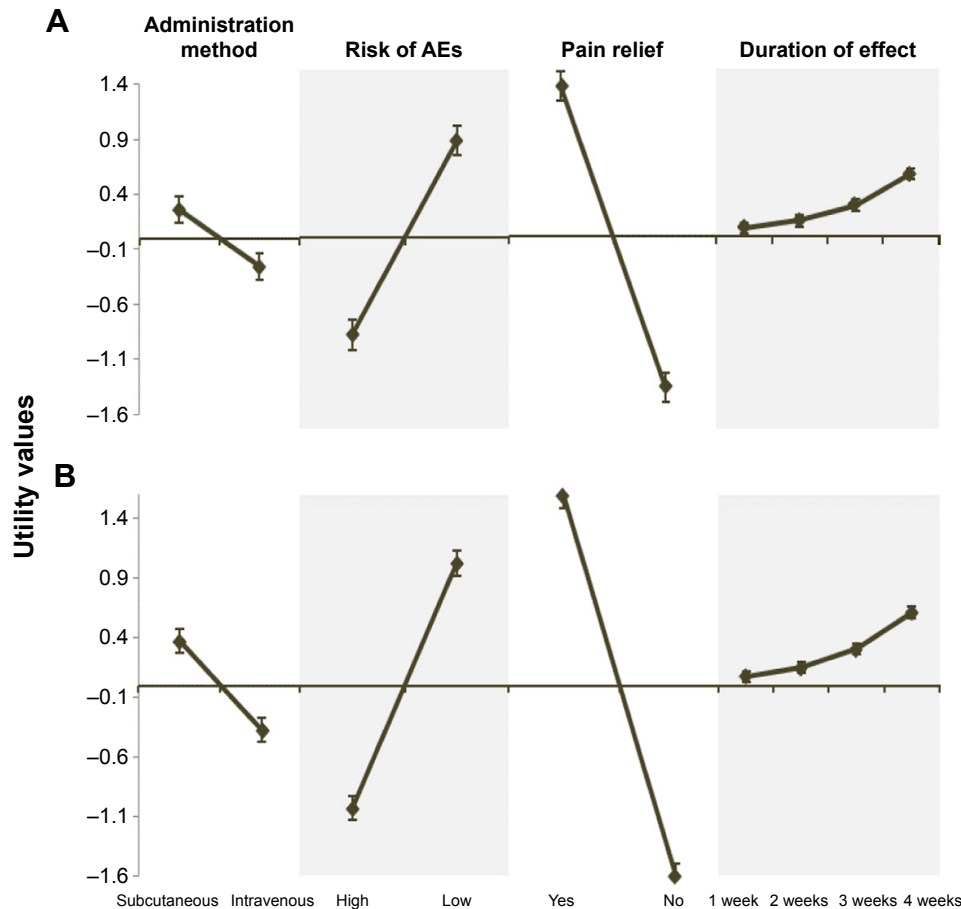 A
Administration
method
Risk of AEs
Pain relief
Duration of effect
1.4
0.9
0.4
–0.1
–0.6
–1.1
–1.6
Utility values
B
1.4
0.9
0.4
–0.1
–0.6
–1.1
–1.6
Subcutaneous Intravenous High Low Yes No 1 week 2 weeks 3 weeks 4 weeks